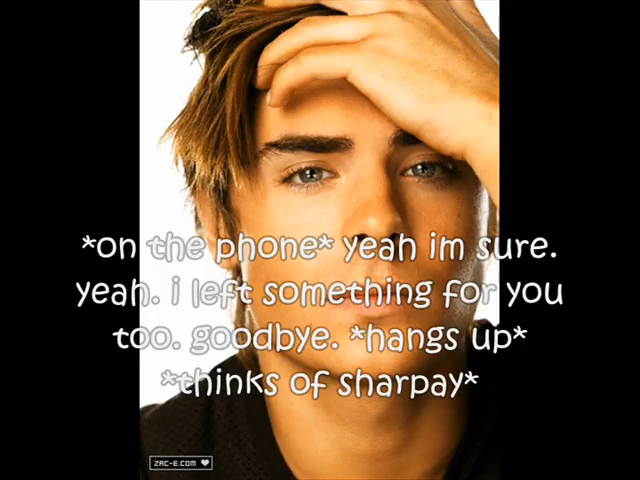 *on the phone* yeah im sure.
yeah. i left something for you
too. goodbye. *hangs up*
*thinks of sharpay*
ZAC-E.COM